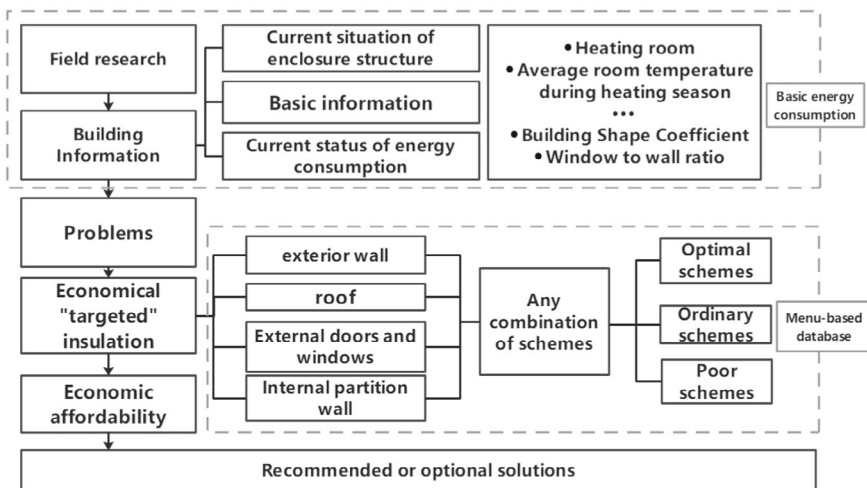 Field research
Building
Information
Current situation of
enclosure structure
Basic information
Current status of energy
consumption
•Heating room
•Average room temperature
during heating season
•••
•Building Shape Coefficient
•Window to wall ratio
Basic energy
consumption
Problems
Economical
"targeted"
insulation
Economic
affordability
exterior wall
roof
External doors and
windows
Internal partition
wall
Any
combination
of schemes
Optimal
schemes
Ordinary
schemes
Poor
schemes
Menu-based
database
Recommended or optional solutions